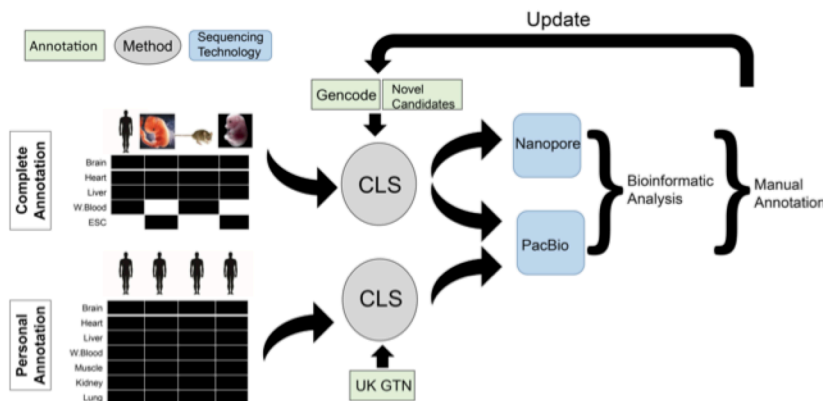 Update
Annotation
Method
Sequencing
Technology
Gencode
Novel
Candidates
Complete
Annotation
Brain
Heart
Liver
W.Blood
ESC
CLS
Nanopore
PacBio
Bioinformatic
Analysis
Manual
Annotation
Personal
Annotation
Brain
Heart
Liver
W.Blood
Muscle
Kidney
Lung
CLS
UK GTN